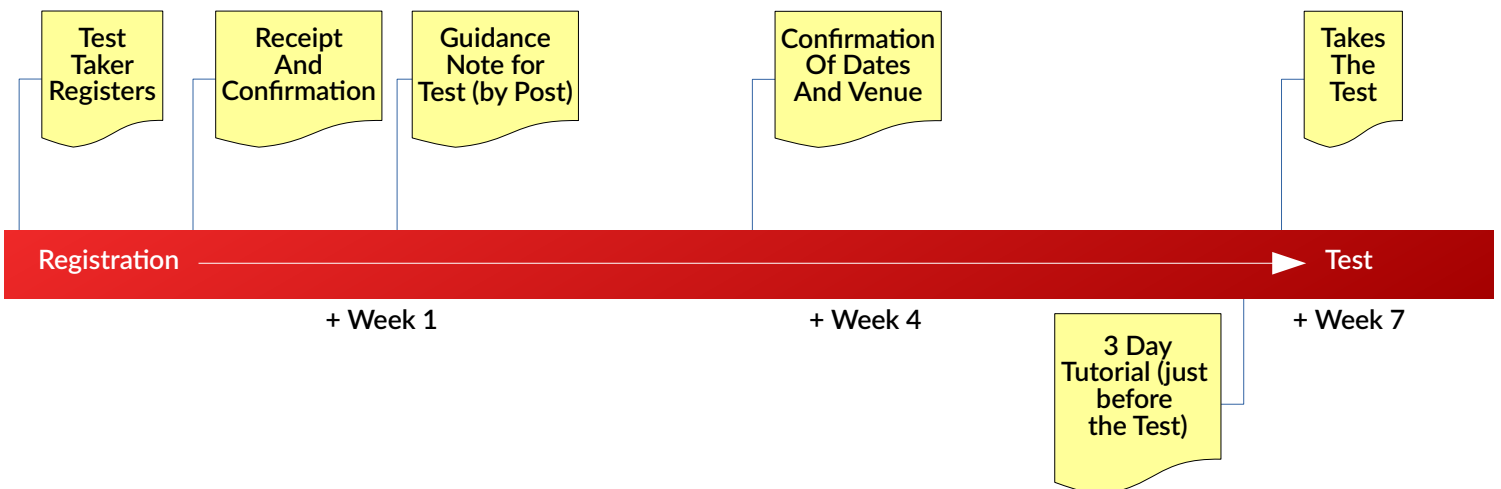 Test
Taker
Registers
Receipt
And
Confirmation
Guidance
Note for
Test (by Post)
Confirmation
Of Dates
And Venue
Takes
The
Test
Registration
Test
+ Week 1
+ Week 4
+ Week 7
3 Day
Tutorial (just
before
the Test)